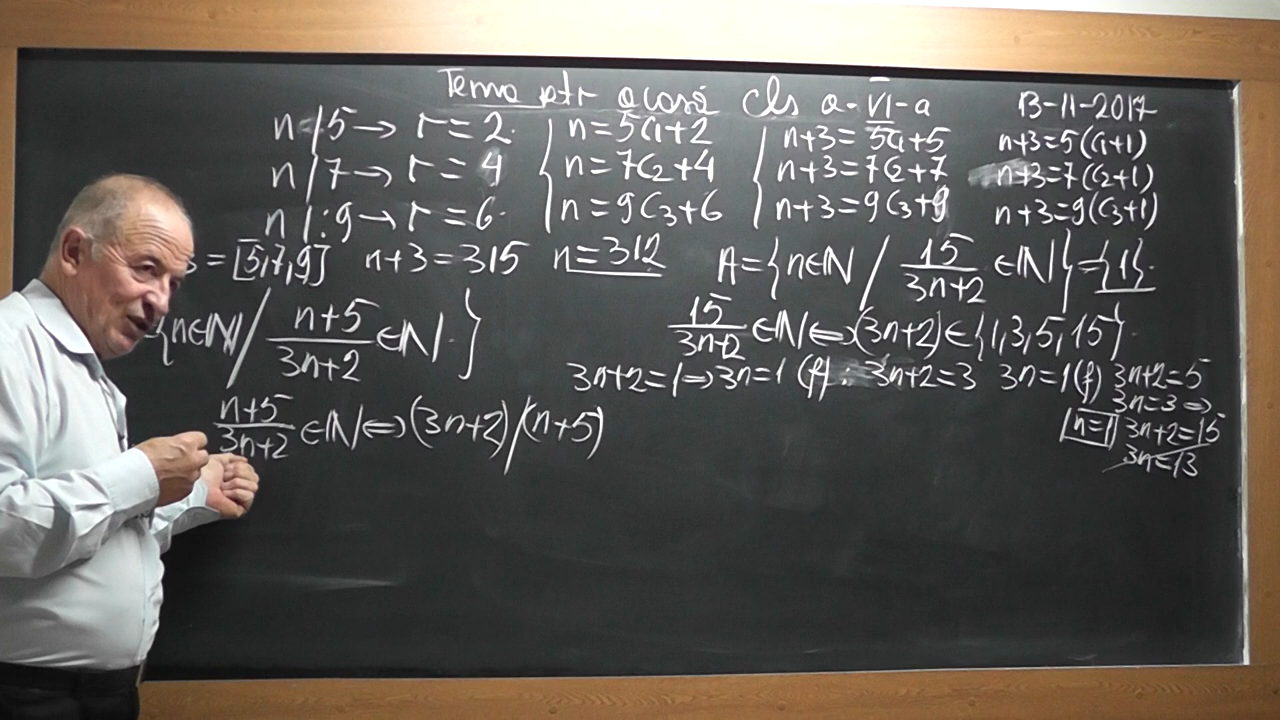 Tema ptr acasă cls a-VI-a 13-11-2017
n/5→ r=2. { n=5c₁+2 { n+3=5c₁+5 n+3=5(c₁+1)
n/7→ r=4 n=7c₂+4 n+3=7c₂+7 n+3=7(c₂+1)
n/:9→ r=6. n=9c₃+6 n+3=9c₃+9 n+3=9(c₃+1)
3=[5,7,9] n+3=315 n=312 A={n∈ℕ / 15/(3n+2) ∈ℕ}={1}.
{n∈ℕ / (n+5)/(3n+2) ∈ℕ.}
15/(3n+2) ∈ℕ⇔(3n+2)∈{1,3,5,15}.
3n+2=1⇒3n=1 (f). 3n+2=3 3n=1(f) 3n+2=5
3n=3⇒
n=1 3n+2=15
3n=13
(n+5)/(3n+2) ∈ℕ⇔(3n+2)/(n+5)